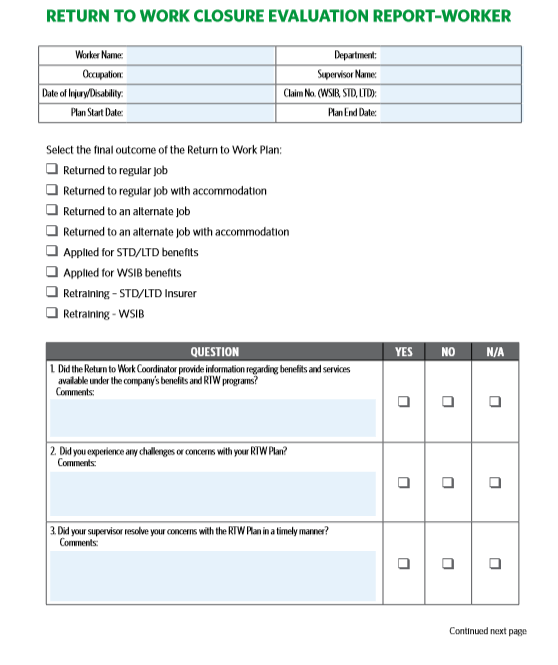 RETURN TO WORK CLOSURE EVALUATION REPORT-WORKER
Worker Name: Department:
Occupation: Supervisor Name:
Date of Injury/Disability: Claim No. (WSIB, STD, LTD):
Plan Start Date: Plan End Date:
Select the final outcome of the Return to Work Plan:
Returned to regular job
Returned to regular job with accommodation
Returned to an alternate job
Returned to an alternate job with accommodation
Applied for STD/LTD benefits
Applied for WSIB benefits
Retraining – STD/LTD Insurer
Retraining - WSIB
QUESTION YES NO N/A
1. Did the Return to Work Coordinator provide information regarding benefits and services
available under the company's benefits and RTW programs?
Comments:
2. Did you experience any challenges or concerns with your RTW Plan?
Comments:
3. Did your supervisor resolve your concerns with the RTW Plan in a timely manner?
Comments:
Continued next page